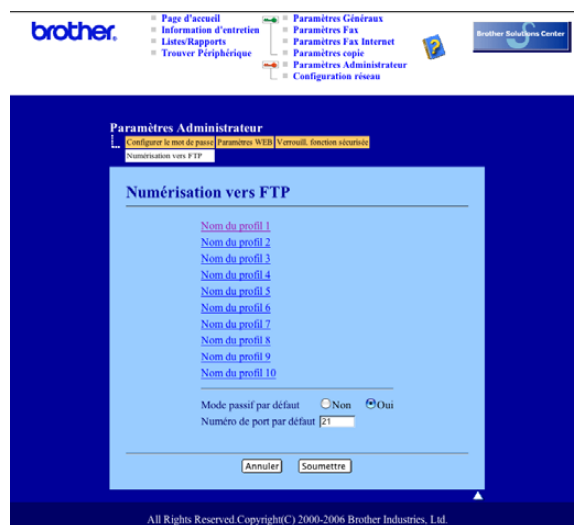 brother.
Page d'accueil
Information d'entretien
Listes/Rapports
Trouver Périphérique
Paramètres Généraux
Paramètres Fax
Paramètres Fax Internet
Paramètres copie
Paramètres Administrateur
Configuration réseau
?
Brother Solutions Center
Paramètres Administrateur
Configurer le mot de passe Paramètres WEB Verrouill. fonction sécurisée
Numérisation vers FTP
Numérisation vers FTP
Nom du profil 1
Nom du profil 2
Nom du profil 3
Nom du profil 4
Nom du profil 5
Nom du profil 6
Nom du profil 7
Nom du profil 8
Nom du profil 9
Nom du profil 10
Mode passif par défaut Non Oui
Numéro de port par défaut 21
Annuler Soumettre
All Rights Reserved.Copyright(C) 2000-2006 Brother Industries, Ltd.